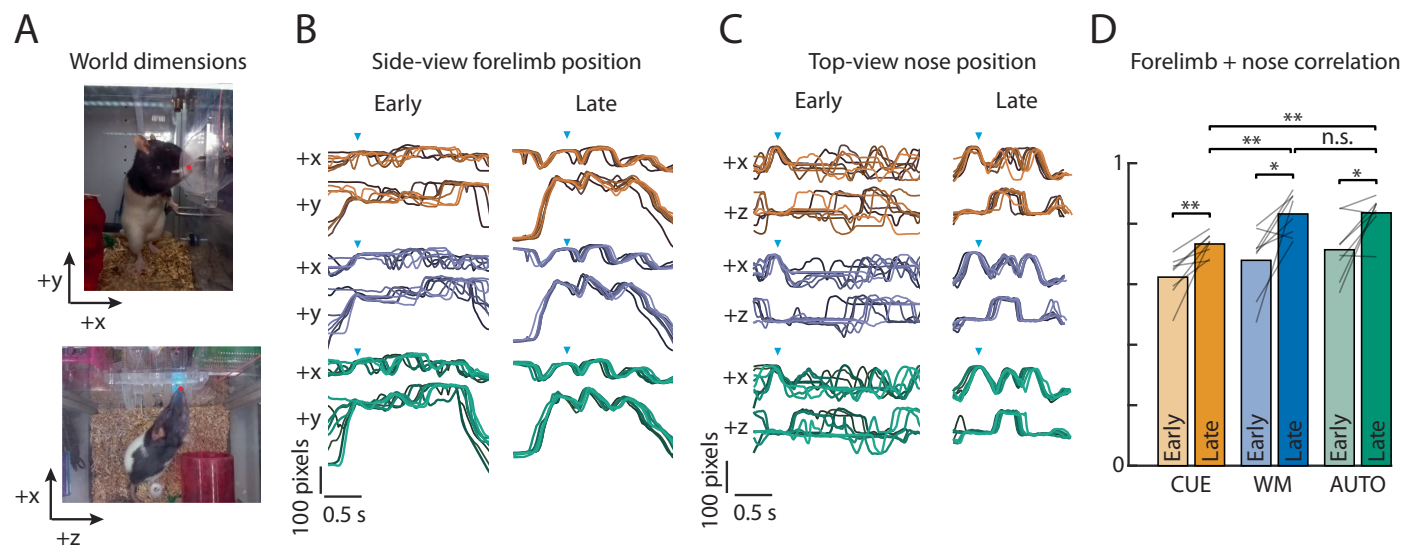 A
World dimensions
+y
+x
+x
+z
B
Side-view forelimb position
Early
Late
+x
+y
+x
+y
+x
+y
100 pixels
0.5 s
C
Top-view nose position
Early
Late
+x
+z
+x
+z
+x
+z
100 pixels
0.5 s
D
Forelimb + nose correlation
**
** n.s.
* *
**
1
0
Early Late Early Late Early Late
CUE WM AUTO